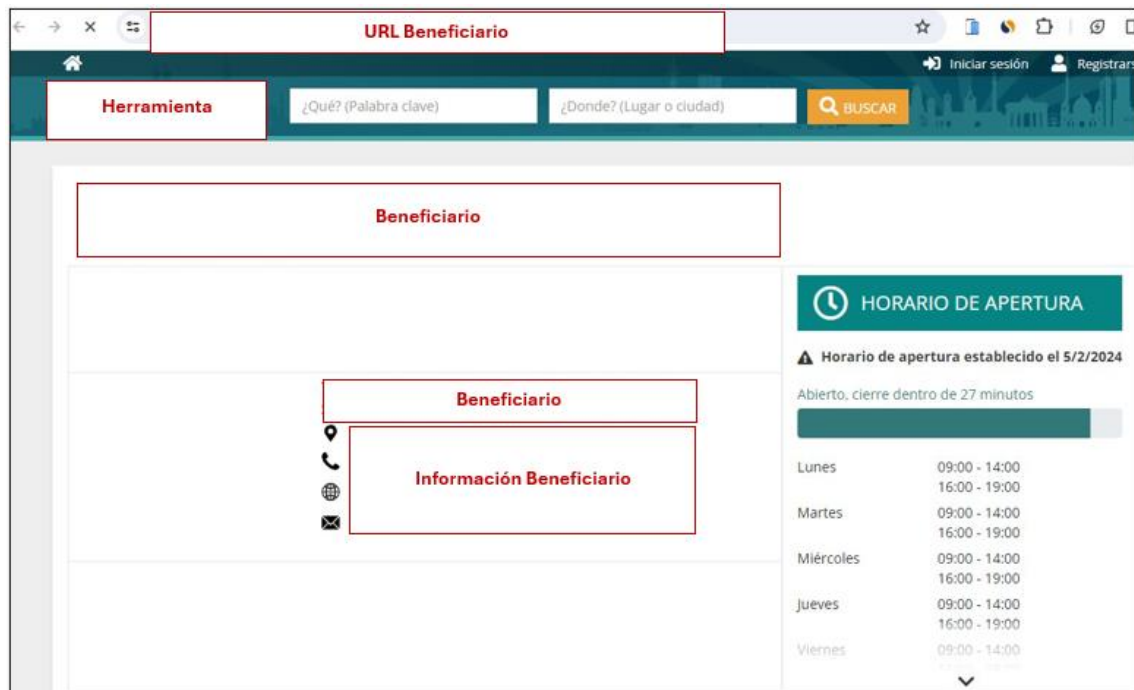 URL Beneficiario
Iniciar sesión
Registrars
Herramienta
¿Qué? (Palabra clave)
¿Donde? (Lugar o ciudad)
BUSCAR
Beneficiario
HORARIO DE APERTURA
Horario de apertura establecido el 5/2/2024
Beneficiario
Abierto, cierre dentro de 27 minutos
Información Beneficiario
Lunes 09:00 - 14:00
16:00 - 19:00
Martes 09:00 - 14:00
16:00 - 19:00
Miércoles 09:00 - 14:00
16:00 - 19:00
Jueves 09:00 - 14:00
16:00 - 19:00
Viernes 09:00 - 14:00